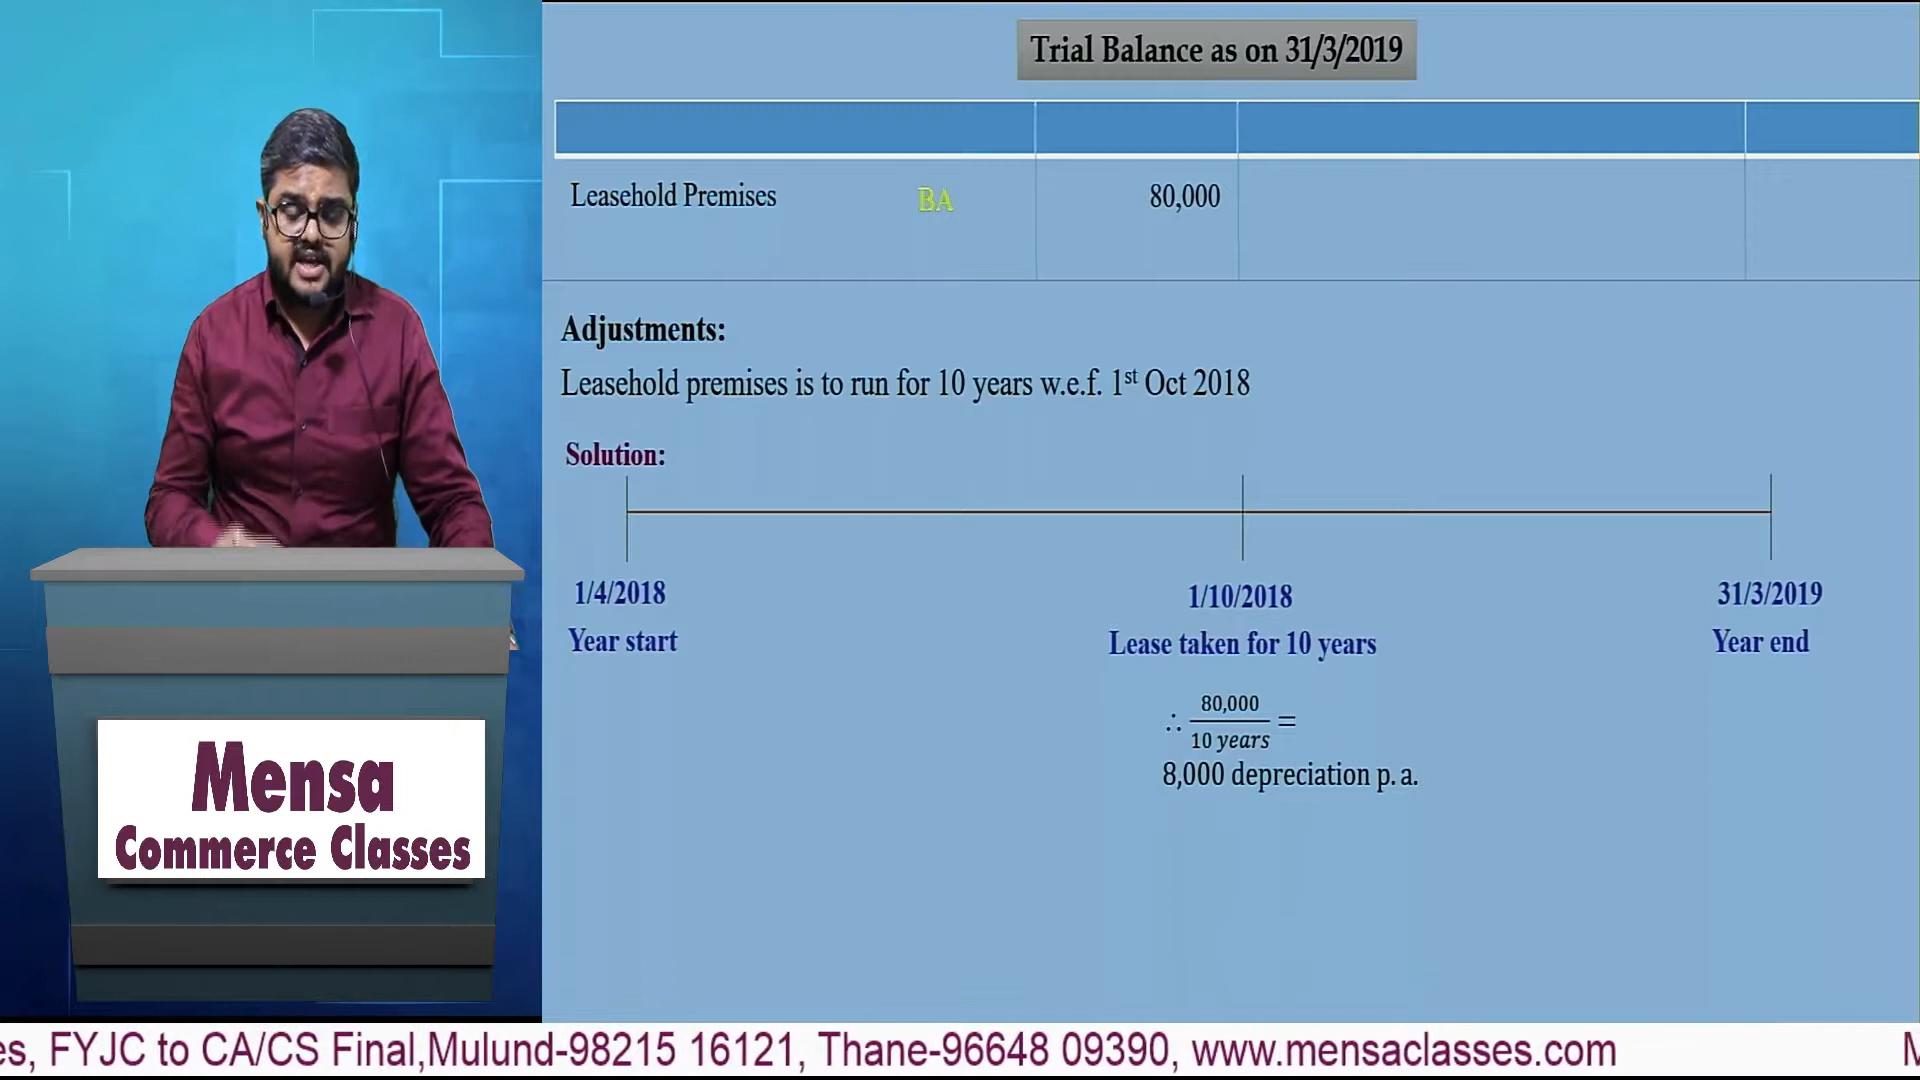 Trial Balance as on 31/3/2019
Leasehold Premises BA 80,000
Adjustments:
Leasehold premises is to run for 10 years w.e.f. 1st Oct 2018
Solution:
1/4/2018 1/10/2018 31/3/2019
Year start Lease taken for 10 years Year end
∴ 80,000 / 10 years =
8,000 depreciation p. a.
Mensa
Commerce Classes
es, FYJC to CA/CS Final,Mulund-98215 16121, Thane-96648 09390, www.mensaclasses.com